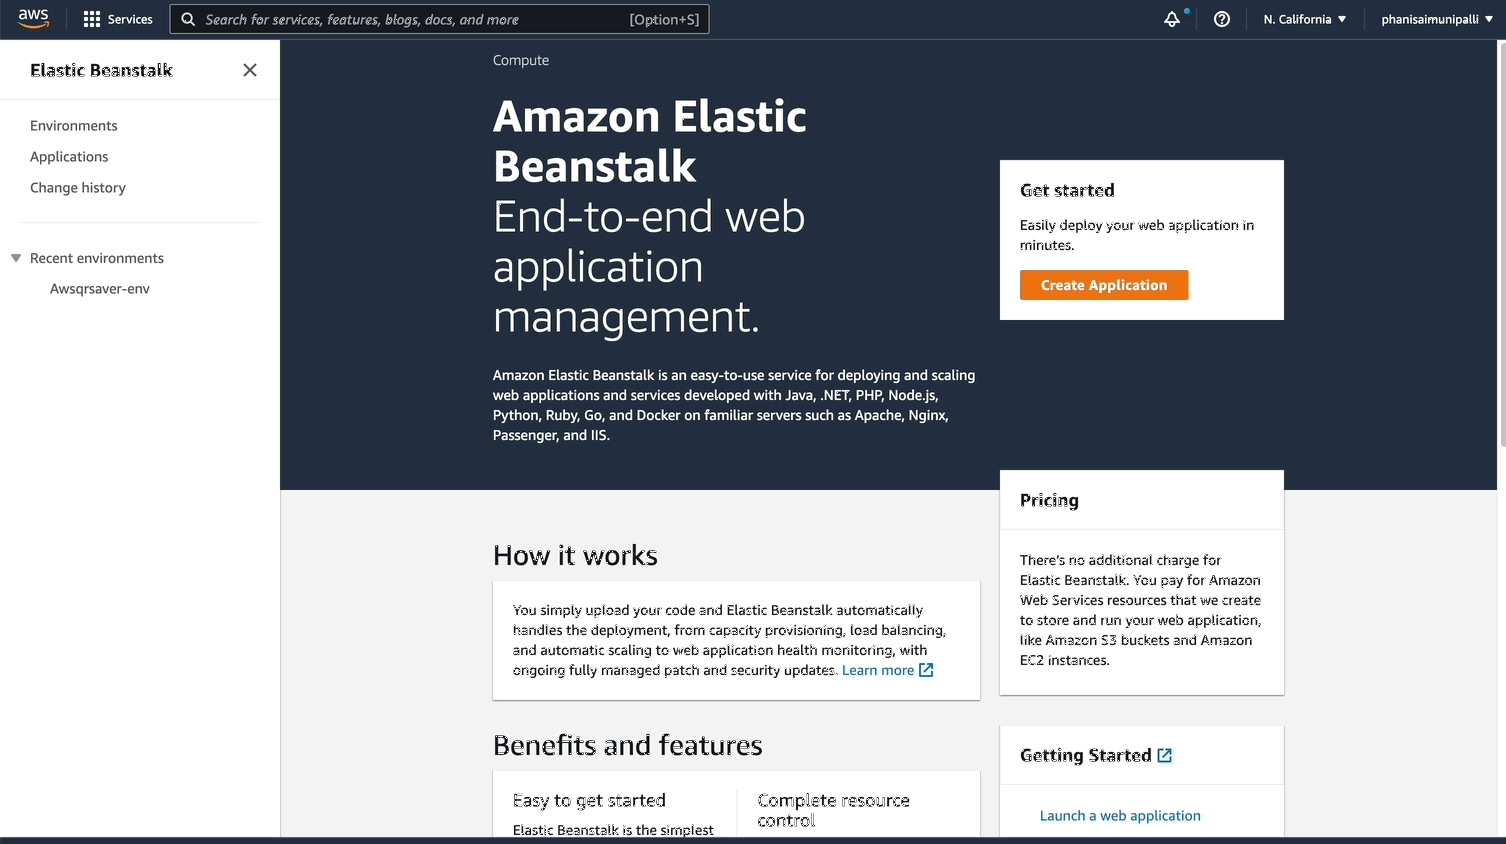 aws
Services
Search for services, features, blogs, docs, and more
[Option+S]
N. California
phanisaimunipalli
Elastic Beanstalk
Environments
Applications
Change history
Recent environments
Awsqrsaver-env
Compute
Amazon Elastic
Beanstalk
End-to-end web
application
management.
Amazon Elastic Beanstalk is an easy-to-use service for deploying and scaling
web applications and services developed with Java, .NET, PHP, Node.js,
Python, Ruby, Go, and Docker on familiar servers such as Apache, Nginx,
Passenger, and IIS.
Get started
Easily deploy your web application in
minutes.
Create Application
How it works
You simply upload your code and Elastic Beanstalk automatically
handles the deployment, from capacity provisioning, load balancing,
and automatic scaling to web application health monitoring, with
ongoing fully managed patch and security updates. Learn more
Benefits and features
Easy to get started
Elastic Beanstalk is the simplest
Complete resource
control
Pricing
There's no additional charge for
Elastic Beanstalk. You pay for Amazon
Web Services resources that we create
to store and run your web application,
like Amazon S3 buckets and Amazon
EC2 instances.
Getting Started
Launch a web application